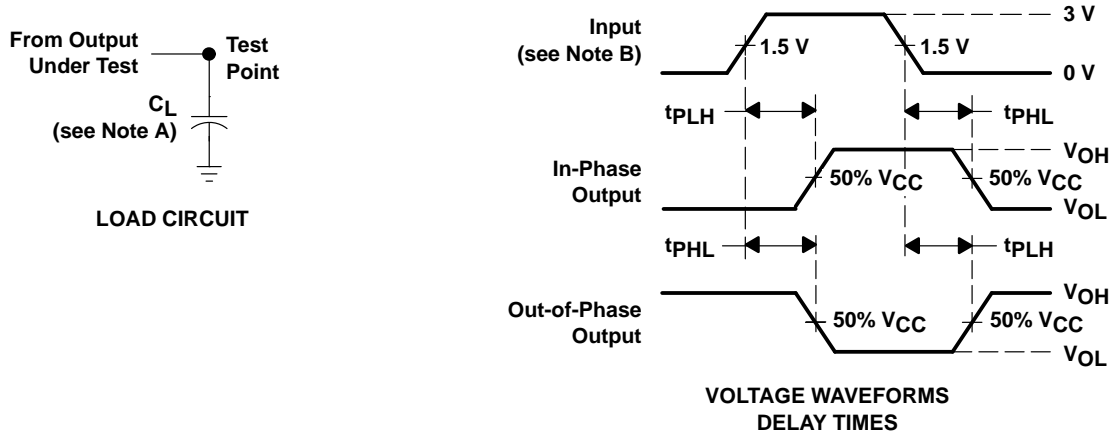 From Output
Under Test
Test
Point
CL
(see Note A)
LOAD CIRCUIT
Input
(see Note B)
1.5 V
1.5 V
3 V
0 V
tPLH
tPHL
In-Phase
Output
50% VCC
50% VCC
VOH
VOL
tPHL
tPLH
Out-of-Phase
Output
50% VCC
50% VCC
VOH
VOL
VOLTAGE WAVEFORMS
DELAY TIMES